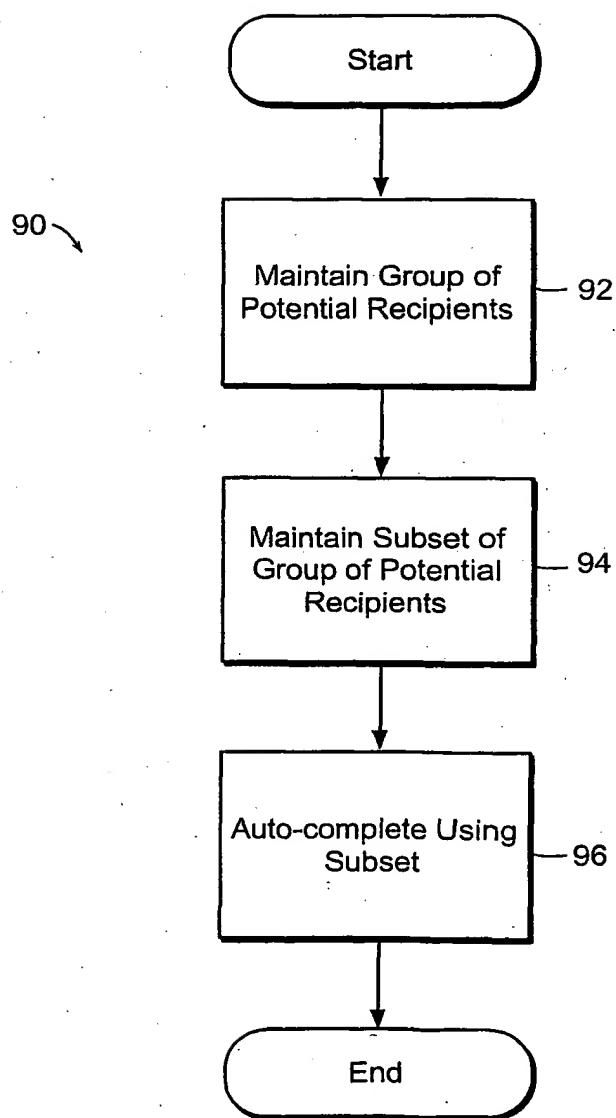 Start
90
Maintain Group of
Potential Recipients
92
Maintain Subset of
Group of Potential
Recipients
94
Auto-complete Using
Subset
96
End